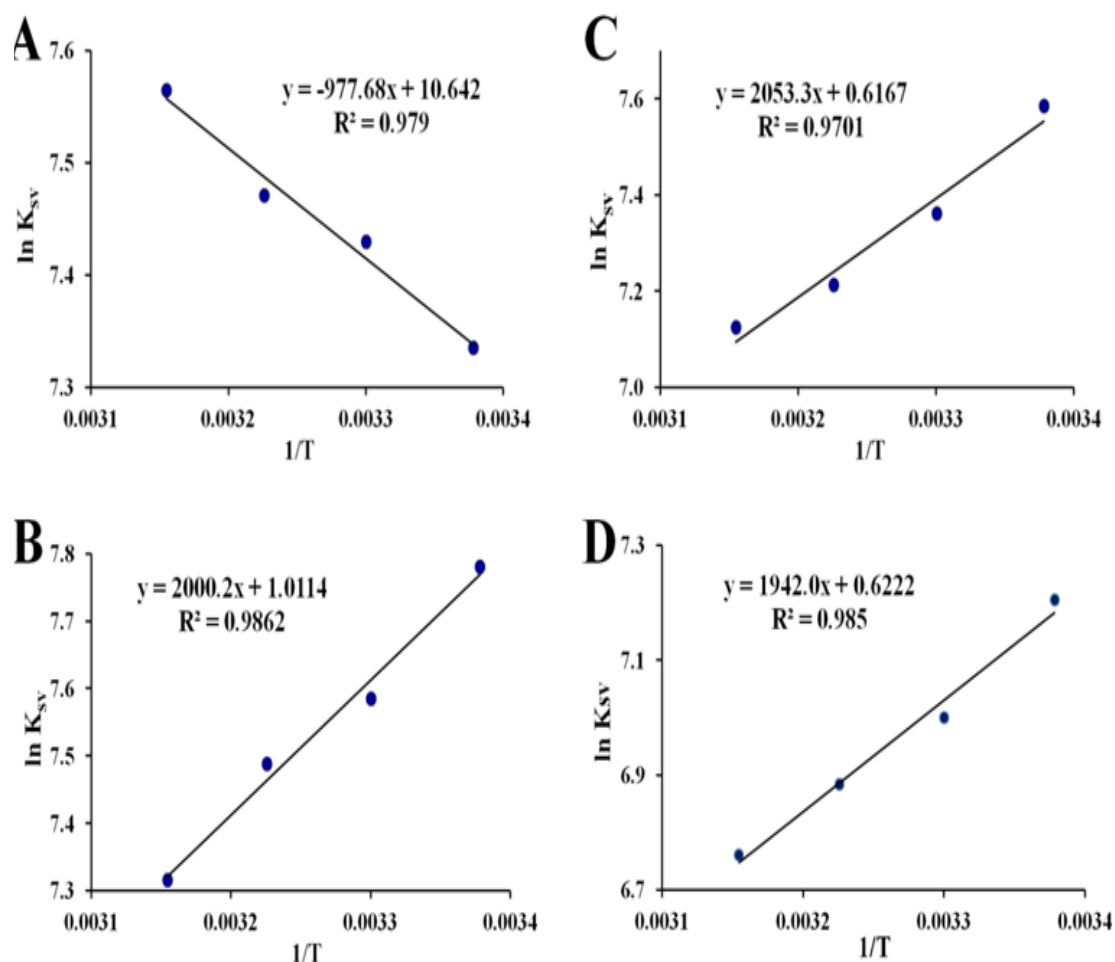 A
7.6
7.5
7.4
7.3
ln K_sv
y = -977.68x + 10.642
R² = 0.979
0.0031 0.0032 0.0033 0.0034
1/T
C
7.6
7.4
7.2
7.0
ln K_sv
y = 2053.3x + 0.6167
R² = 0.9701
0.0031 0.0032 0.0033 0.0034
1/T
B
7.8
7.7
7.6
7.5
7.4
7.3
ln K_sv
y = 2000.2x + 1.0114
R² = 0.9862
0.0031 0.0032 0.0033 0.0034
1/T
D
7.3
7.1
6.9
6.7
ln Ksv
y = 1942.0x + 0.6222
R² = 0.985
0.0031 0.0032 0.0033 0.0034
1/T